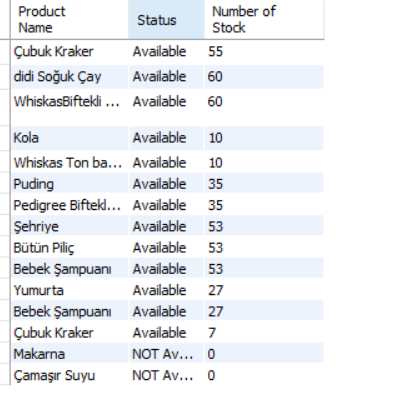 Product Name Status Number of Stock
Çubuk Kraker Available 55
didi Soğuk Çay Available 60
WhiskasBiftekli ... Available 60
Kola Available 10
Whiskas Ton ba... Available 10
Puding Available 35
Pedigree Biftekl... Available 35
Şehriye Available 53
Bütün Piliç Available 53
Bebek Şampuanı Available 53
Yumurta Available 27
Bebek Şampuanı Available 27
Çubuk Kraker Available 7
Makarna NOT Av... 0
Çamaşır Suyu NOT Av... 0